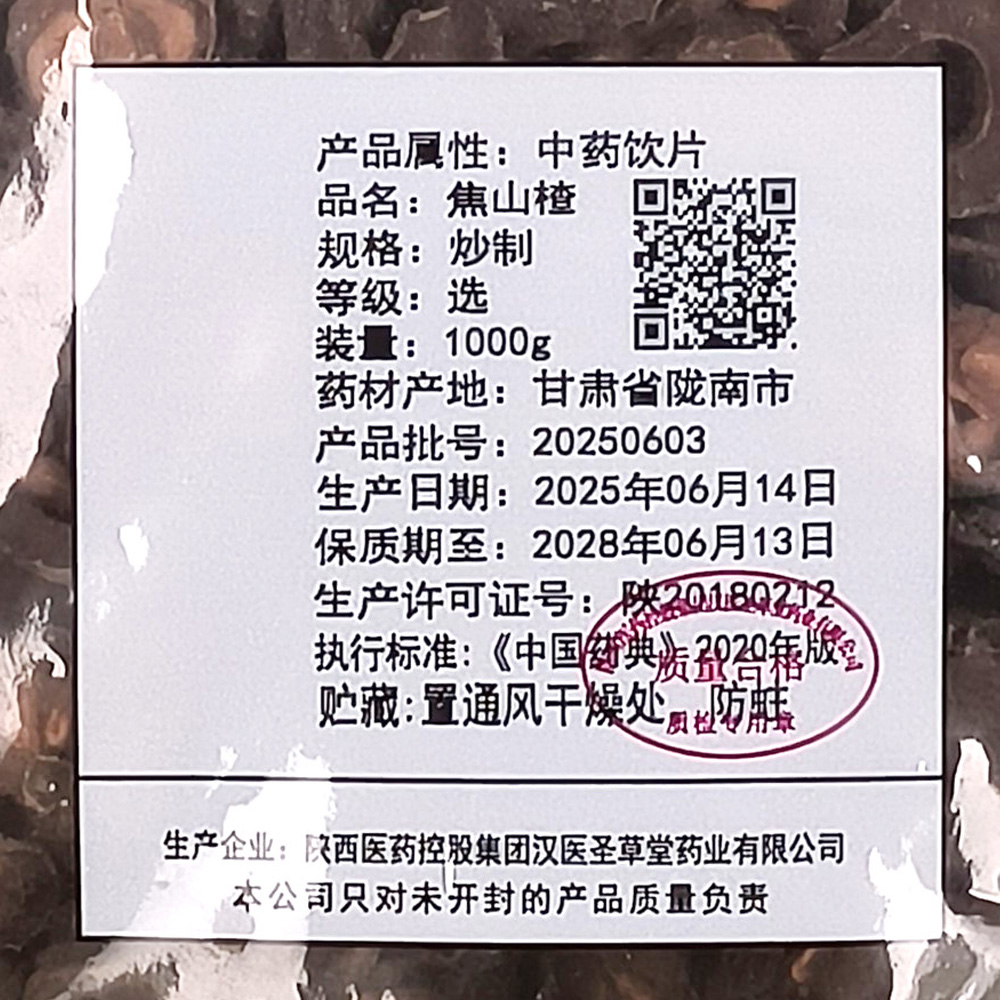 产品属性：中药饮片
品名：焦山楂
规格：炒制
等级：选
装量：1000g
药材产地：甘肃省陇南市
产品批号：20250603
生产日期：2025年06月14日
保质期至：2028年06月13日
生产许可证号：陕20180212
执行标准:《中国药典》2020年版
贮藏:置通风干燥处。防蛀
质量合格
质检专用章
生产企业：陕西医药控股集团汉医圣草堂药业有限公司
本公司只对未开封的产品质量负责